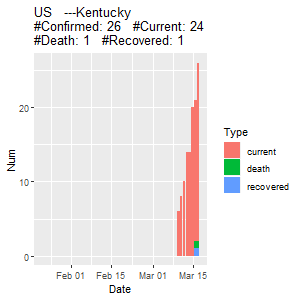 US   ---Kentucky
#Confirmed: 26   #Current: 24
#Death: 1   #Recovered: 1
Num
20
10
0
Feb 01
Feb 15
Mar 01
Mar 15
Date
Type
current
death
recovered